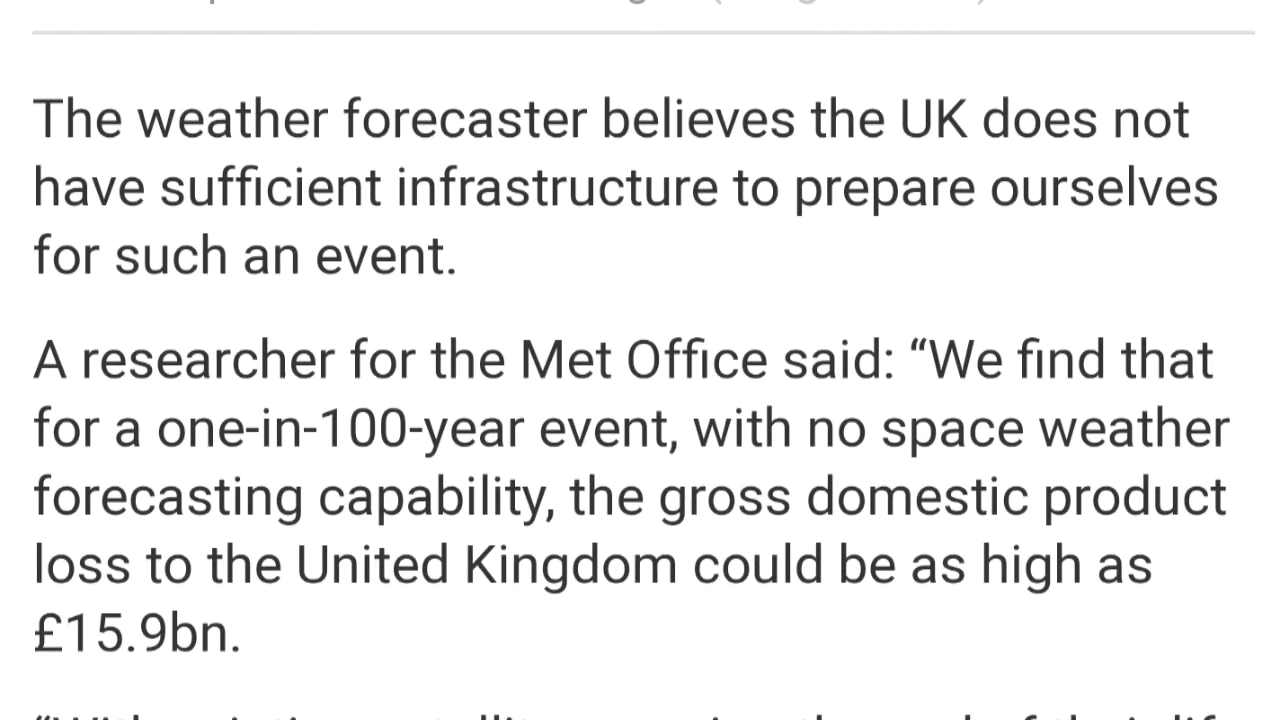 The weather forecaster believes the UK does not
have sufficient infrastructure to prepare ourselves
for such an event.
A researcher for the Met Office said: “We find that
for a one-in-100-year event, with no space weather
forecasting capability, the gross domestic product
loss to the United Kingdom could be as high as
£15.9bn.